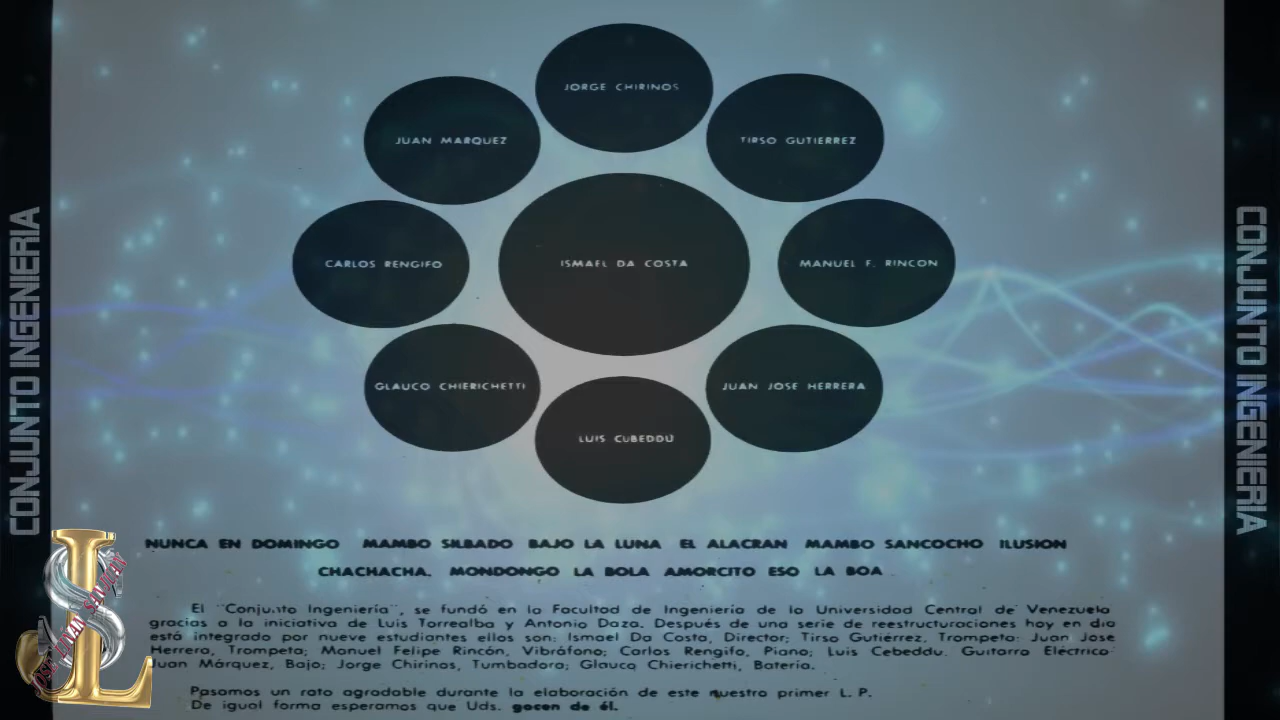 JORGE CHIRINOS
JUAN MARQUEZ
TIRSO GUTIERREZ
CARLOS RENGIFO
ISMAEL DA COSTA
MANUEL F. RINCON
GLAUCO CHIERICHETTI
JUAN JOSE HERRERA
LUIS CUBEDDÚ
CONJUNTO INGENIERIA
CONJUNTO INGENIERIA
NUNCA EN DOMINGO MAMBO SILBADO BAJO LA LUNA EL ALACRAN MAMBO SANCOCHO ILUSION
CHACHACHA. MONDONGO LA BOLA AMORCITO ESO LA BOA
El "Conjunto Ingeniería", se fundó en la Facultad de Ingeniería de la Universidad Central de Venezuela
gracias a la iniciativa de Luis Torrealba y Antonio Daza. Después de una serie de reestructuraciones hoy en dia
está integrado por nueve estudiantes ellos son: Ismael Da Costa, Director; Tirso Gutiérrez, Trompeta: Juan Jose
Herrera, Trompeta; Manuel Felipe Rincón, Vibráfono; Carlos Rengifo, Piano; Luis Cebeddu. Guitarra Eléctrico
Juan Márquez, Bajo; Jorge Chirinos, Tumbadora; Glauco Chierichetti, Batería.
Pasamos un rato agradable durante la elaboración de este nuestro primer L. P.
De igual forma esperamos que Uds. gocen de él.